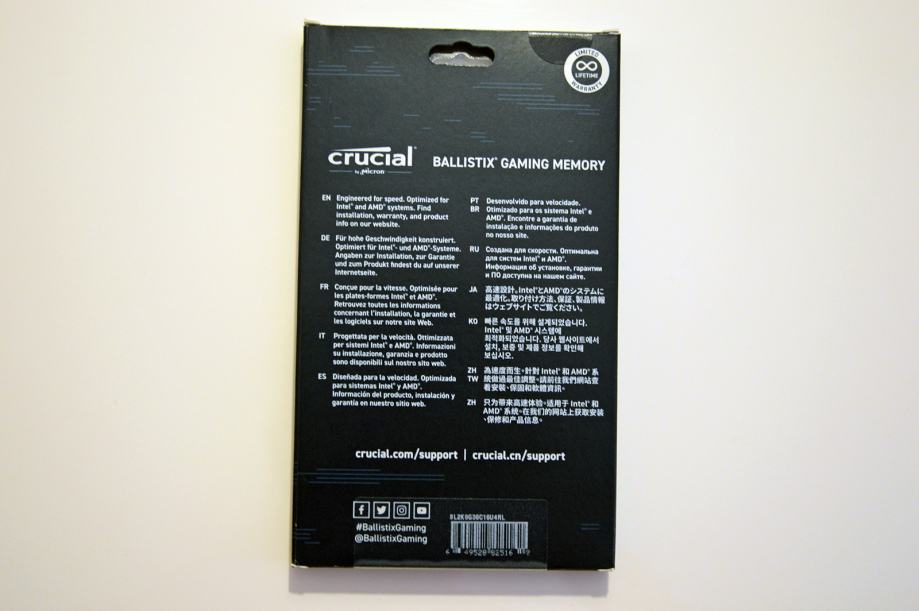 LIMITED
LIFETIME
WARRANTY
crucial
by Micron
BALLISTIX® GAMING MEMORY
EN Engineered for speed. Optimized for
Intel® and AMD® systems. Find
installation, warranty, and product
info on our website.
DE Für hohe Geschwindigkeit konstruiert.
Optimiert für Intel®- und AMD®-Systeme.
Angaben zur Installation, zur Garantie
und zum Produkt findest du auf unserer
Internetseite.
FR Conçue pour la vitesse. Optimisée pour
les plates-formes Intel® et AMD®.
Retrouvez toutes les informations
concernant l'installation, la garantie et
les logiciels sur notre site Web.
IT Progettata per la velocità. Ottimizzata
per sistemi Intel® e AMD®. Informazioni
su installazione, garanzia e prodotto
sono disponibili sul nostro sito web.
ES Diseñada para la velocidad. Optimizada
para sistemas Intel® y AMD®.
Información del producto, instalación y
garantía en nuestro sitio web.
PT Desenvolvido para velocidade.
BR Otimizado para os sistema Intel® e
AMD®. Encontre a garantia de
instalação e informações do produto
no nosso site.
RU Создана для скорости. Оптимальна
для систем Intel® и AMD®.
Информация об установке, гарантии
и ПО доступна на нашем сайте.
JA 高速設計。Intel®とAMD®のシステムに
最適化。取り付け方法、保証、製品情報
はウェブサイトでご覧ください。
KO 빠른 속도를 위해 설계되었습니다.
Intel® 및 AMD® 시스템에
최적화되었습니다. 당사 웹사이트에서
설치, 보증 및 제품 정보를 확인해
보십시오.
ZH 為速度而生。針對 Intel® 和 AMD® 系
TW 統做過最佳調整。請前往我們網站查
看安裝、保固和軟體資訊。
ZH 只为带来高速体验。适用于 Intel® 和
AMD® 系统。在我们的网站上获取安装
、保修和产品信息。
crucial.com/support | crucial.cn/support
#BallistixGaming
@BallistixGaming
BL2K8G36C16U4RL
6 49528 82516